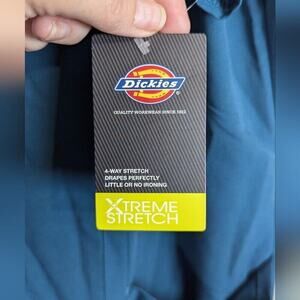 Dickies
QUALITY WORKWEAR SINCE 1922
4-WAY STRETCH
DRAPES PERFECTLY
LITTLE OR NO IRONING
XTREME
STRETCH